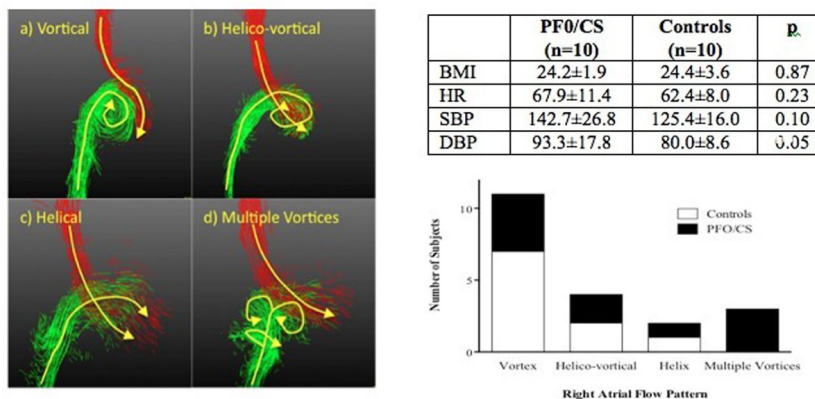 a) Vortical
b) Helico-vortical
c) Helical
d) Multiple Vortices
PF0/CS (n=10) Controls (n=10) p
BMI 24.2±1.9 24.4±3.6 0.87
HR 67.9±11.4 62.4±8.0 0.23
SBP 142.7±26.8 125.4±16.0 0.10
DBP 93.3±17.8 80.0±8.6 0.05
Number of Subjects
10
5
0
Controls
PFO/CS
Vortex Helico-vortical Helix Multiple Vortices
Right Atrial Flow Pattern